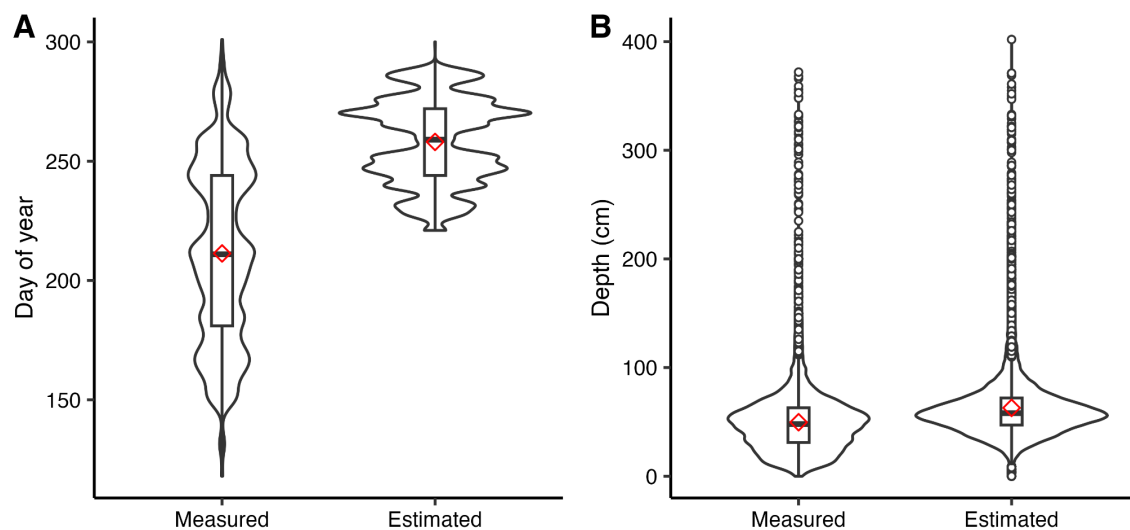 A
Day of year
300
250
200
150
Measured
Estimated
B
Depth (cm)
400
300
200
100
0
Measured
Estimated